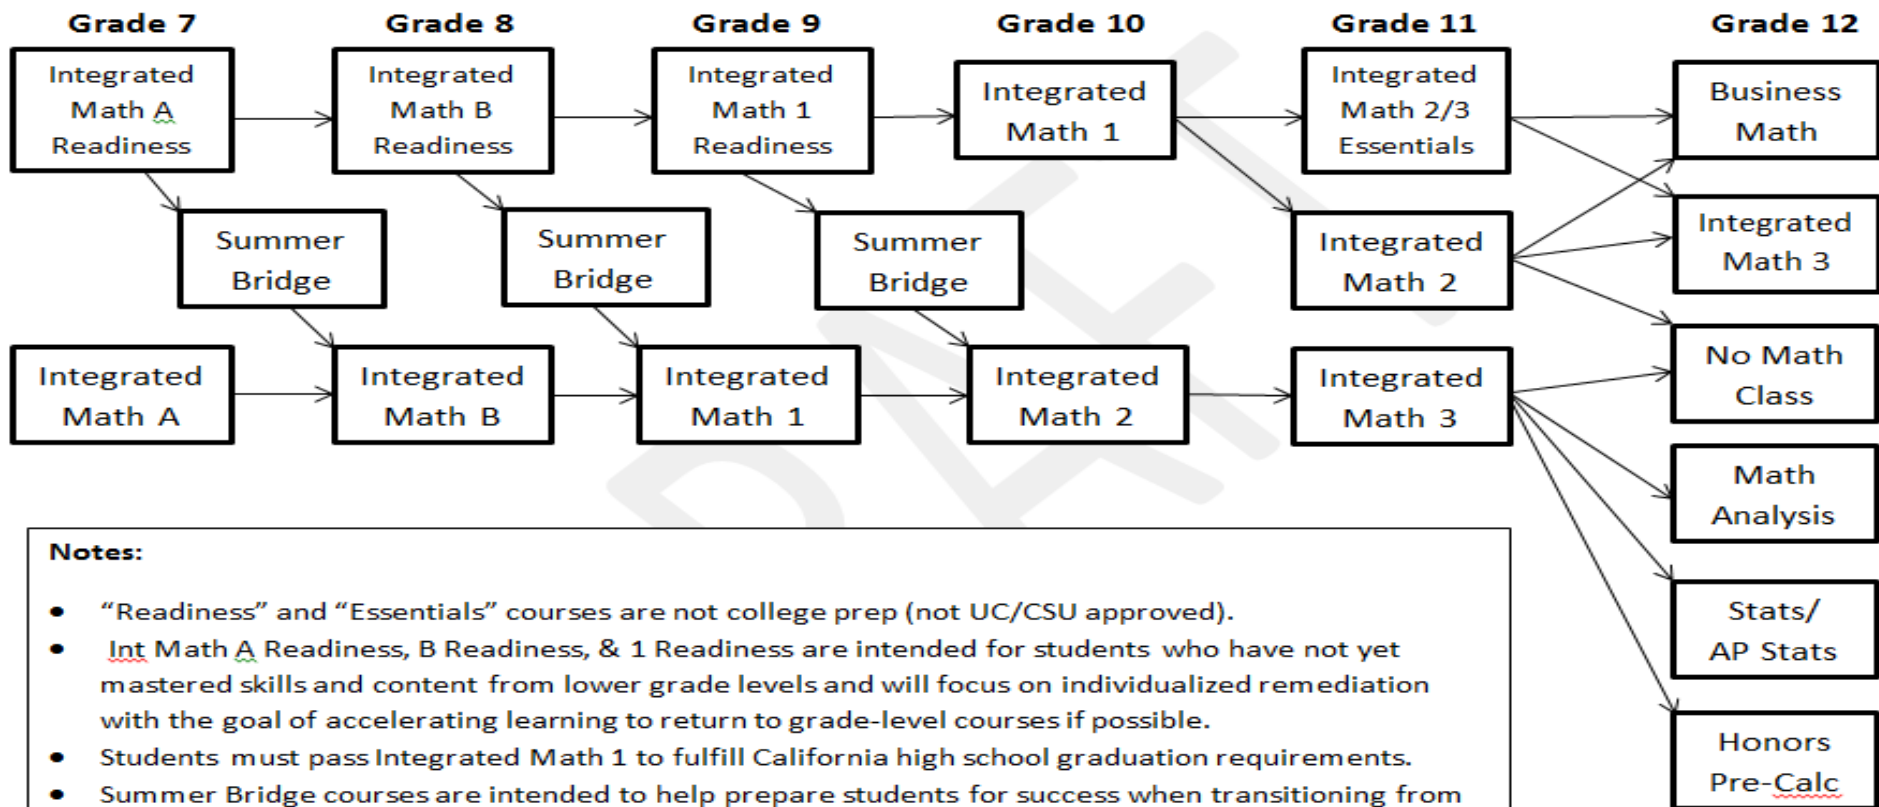 Grade 7 Grade 8 Grade 9 Grade 10 Grade 11 Grade 12
Integrated
Math A
Readiness
Integrated
Math B
Readiness
Integrated
Math 1
Readiness
Integrated
Math 1
Integrated
Math 2/3
Essentials
Business
Math
Summer
Bridge
Summer
Bridge
Summer
Bridge
Integrated
Math 2
Integrated
Math 3
Integrated
Math A
Integrated
Math B
Integrated
Math 1
Integrated
Math 2
Integrated
Math 3
No Math
Class
Math
Analysis
Stats/
AP Stats
Honors
Pre-Calc
Notes:
• “Readiness” and “Essentials” courses are not college prep (not UC/CSU approved).
• Int Math A Readiness, B Readiness, & 1 Readiness are intended for students who have not yet
mastered skills and content from lower grade levels and will focus on individualized remediation
with the goal of accelerating learning to return to grade-level courses if possible.
• Students must pass Integrated Math 1 to fulfill California high school graduation requirements.
• Summer Bridge courses are intended to help prepare students for success when transitioning from
DRAFT